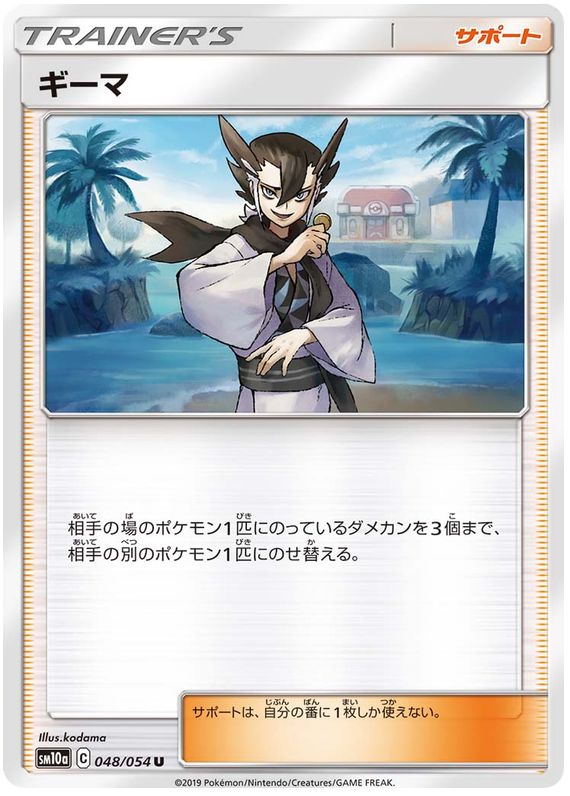 TRAINER'S
サポート
ギーマ
相手の場のポケモン1匹にのっているダメカンを3個まで、
相手の別のポケモン1匹にのせ替える。
サポートは、自分の番に1枚しか使えない。
Illus.kodama
sm10a C 048/054 U
©2019 Pokémon/Nintendo/Creatures/GAME FREAK.